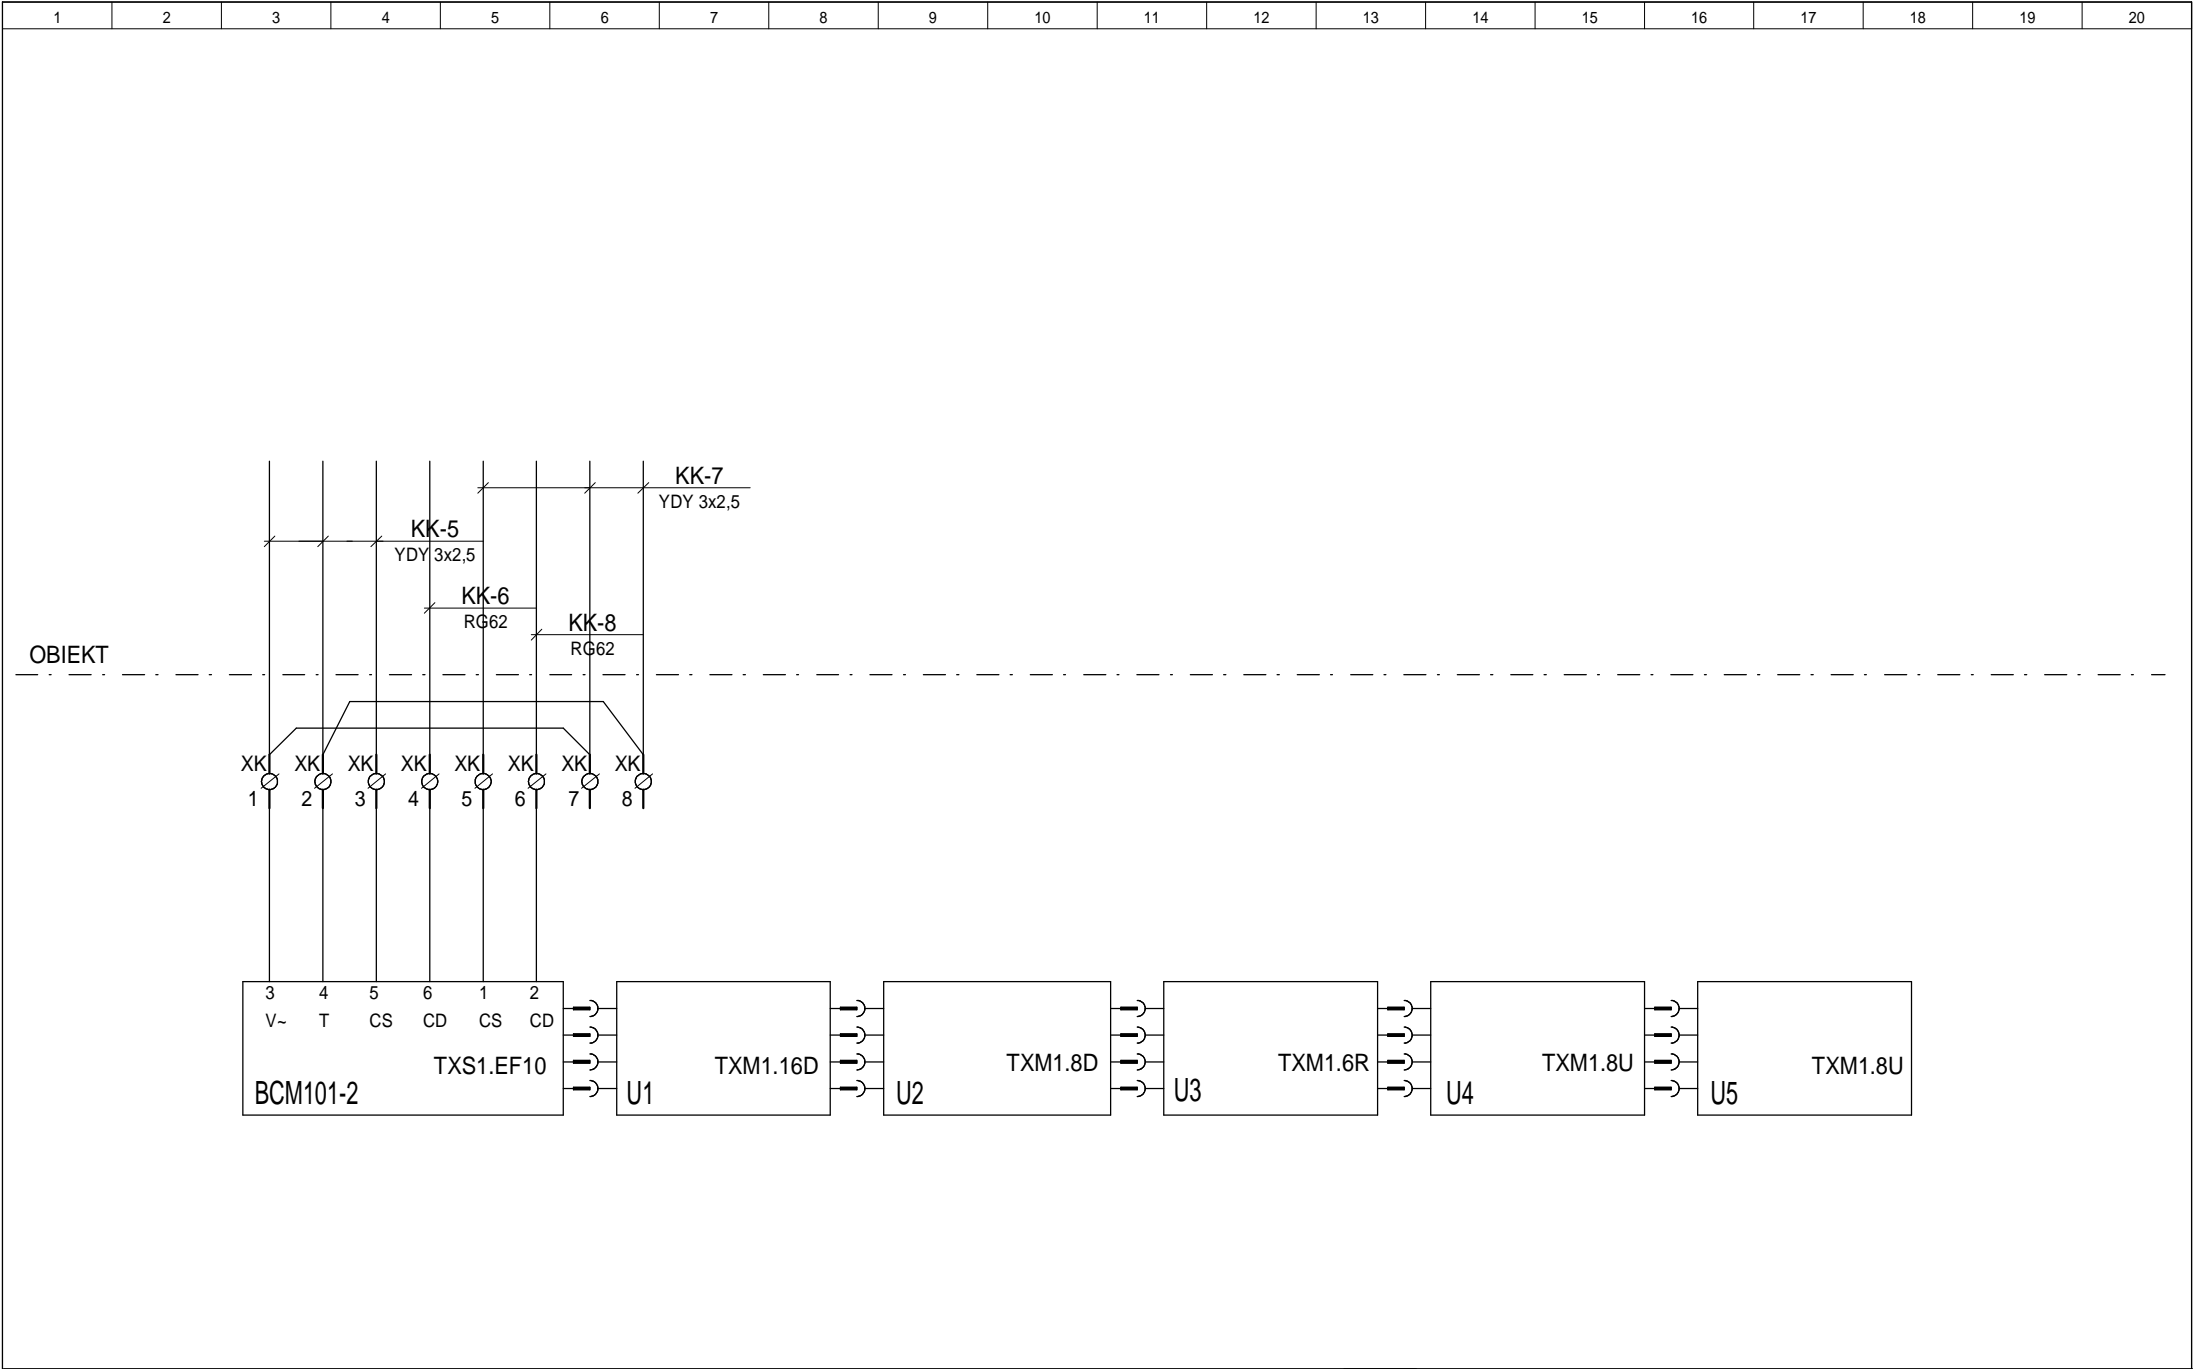 1 2 3 4 5 6 7 8 9 10 11 12 13 14 15 16 17 18 19 20
KK-7
YDY 3x2,5
KK-5
YDY 3x2,5
KK-6
RG62
KK-8
RG62
OBIEKT
XK XK XK XK XK XK XK XK
1 2 3 4 5 6 7 8
3 4 5 6 1 2
V~ T CS CD CS CD
TXS1.EF10
BCM101-2
TXM1.16D
U1
TXM1.8D
U2
TXM1.6R
U3
TXM1.8U
U4
TXM1.8U
U5